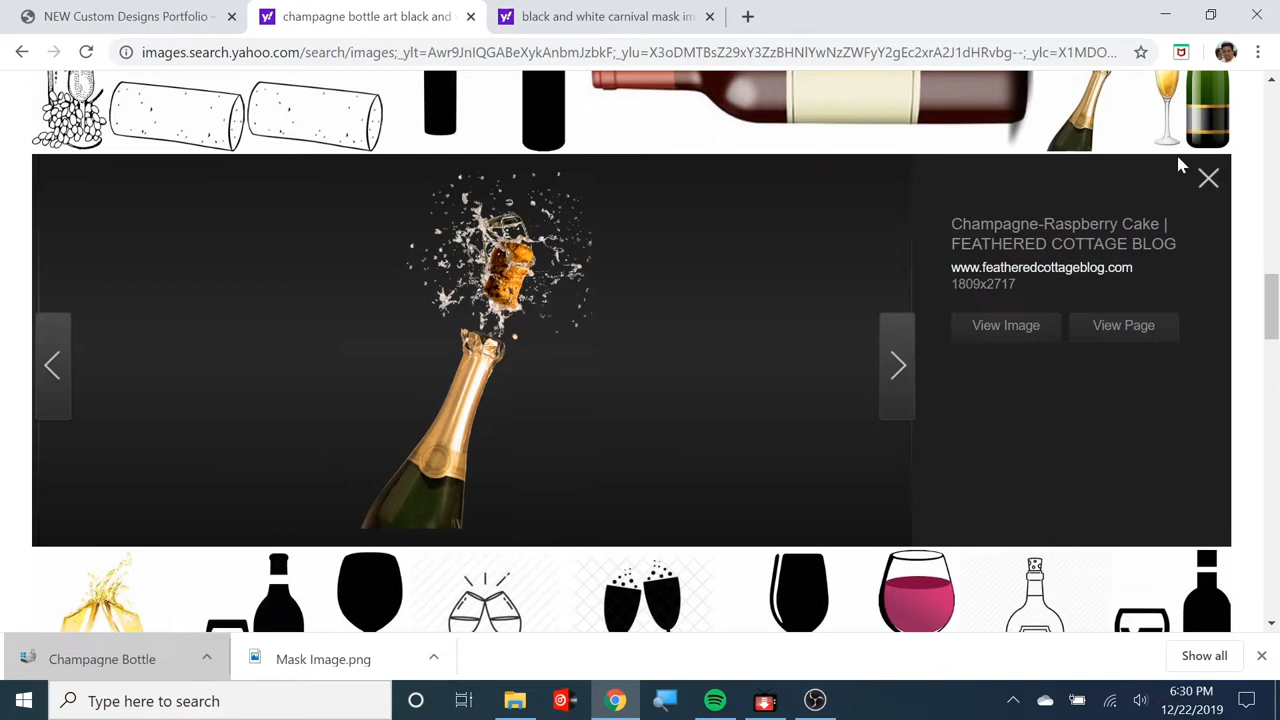 NEW Custom Designs Portfolio -
champagne bottle art black and
black and white carnival mask im
images.search.yahoo.com/search/images;_ylt=Awr9JnlQGABeXykAnbmJzbkF;_ylu=X3oDMTBsZ29xY3ZzBHNlYwNzZWFyY2gEc2xrA2J1dHRvbg--;_ylc=X1MDO...
Champagne-Raspberry Cake |
FEATHERED COTTAGE BLOG
www.featheredcottageblog.com
1809x2717
View Image
View Page
Champagne Bottle
Mask Image.png
Show all
Type here to search
6:30 PM
12/22/2019